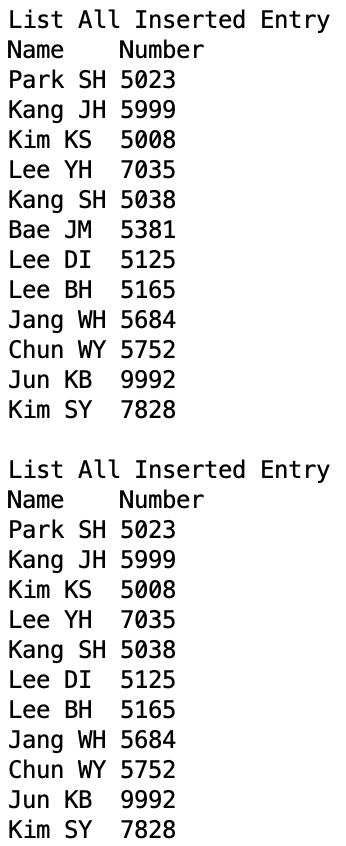 List All Inserted Entry
Name    Number
Park SH 5023
Kang JH 5999
Kim KS  5008
Lee YH  7035
Kang SH 5038
Bae JM  5381
Lee DI  5125
Lee BH  5165
Jang WH 5684
Chun WY 5752
Jun KB  9992
Kim SY  7828

List All Inserted Entry
Name    Number
Park SH 5023
Kang JH 5999
Kim KS  5008
Lee YH  7035
Kang SH 5038
Lee DI  5125
Lee BH  5165
Jang WH 5684
Chun WY 5752
Jun KB  9992
Kim SY  7828